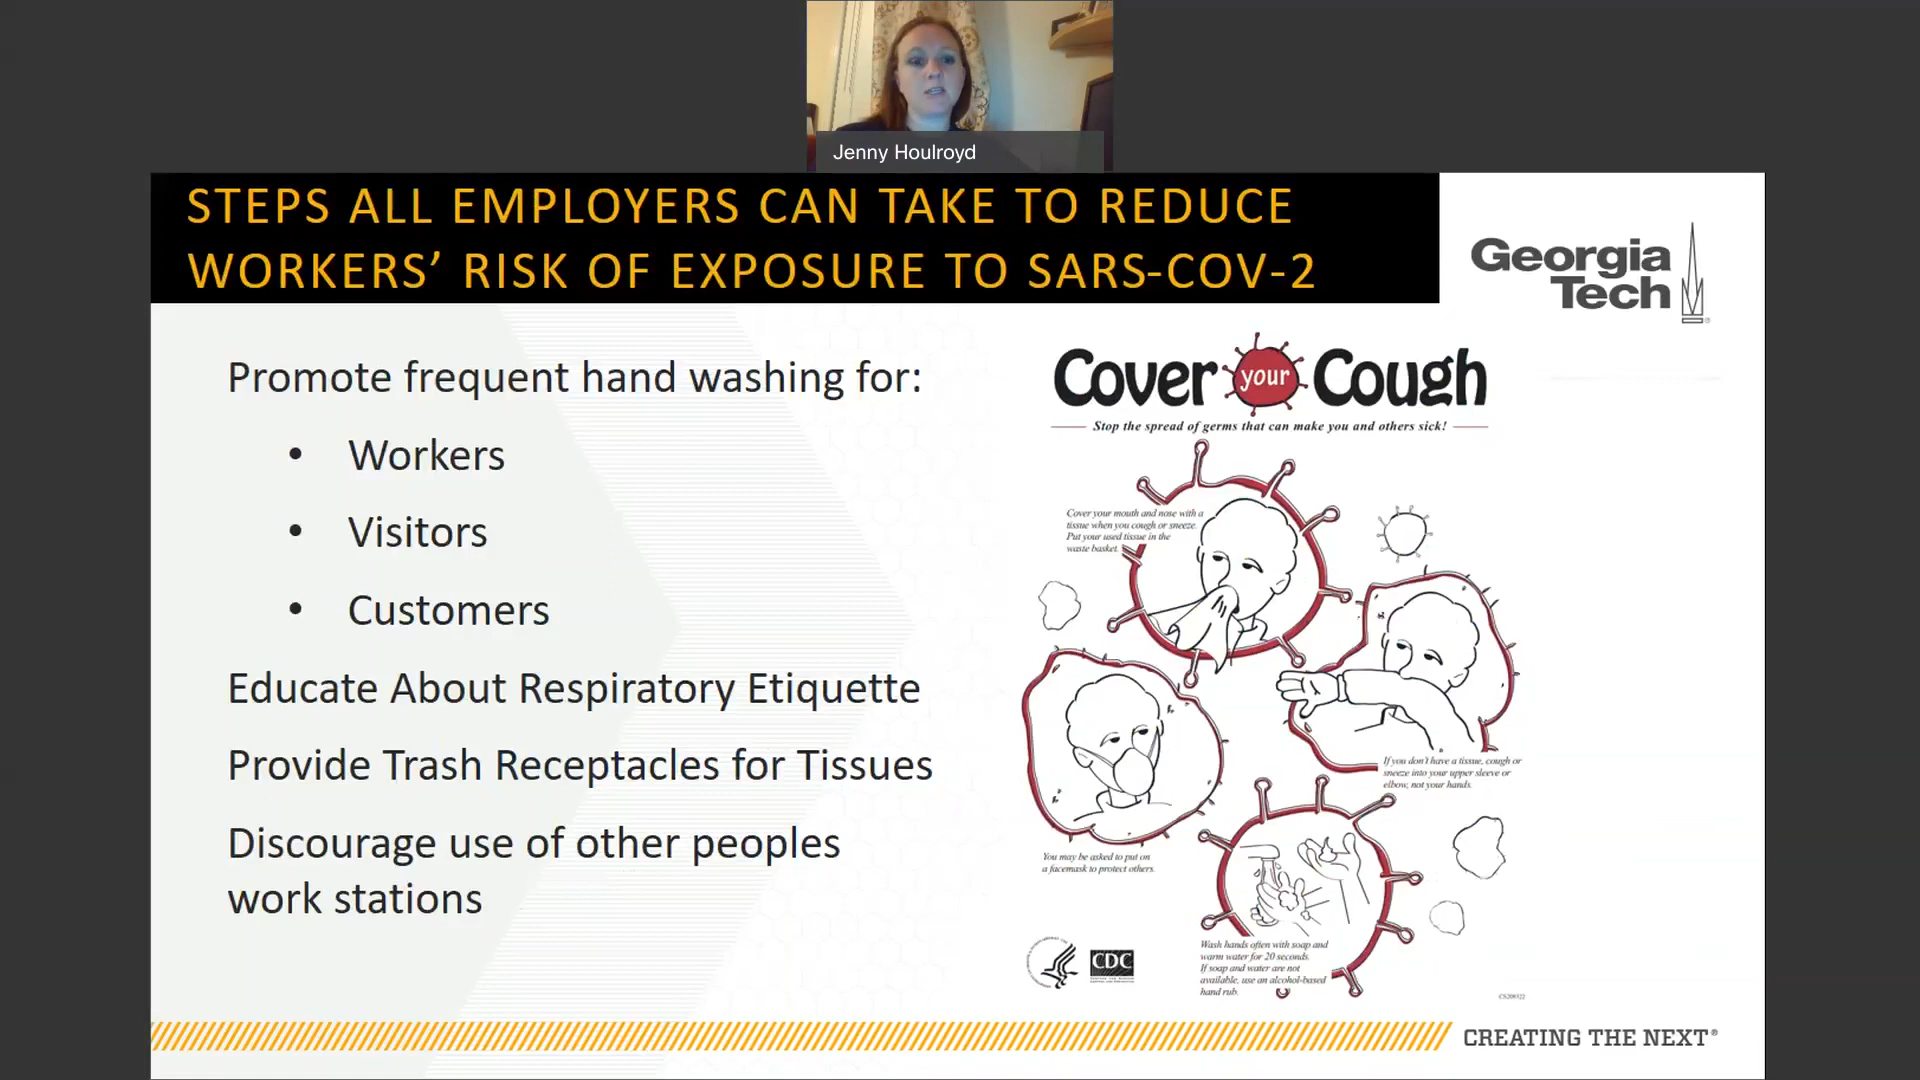 Jenny Houlroyd
STEPS ALL EMPLOYERS CAN TAKE TO REDUCE
WORKERS’ RISK OF EXPOSURE TO SARS-COV-2
Georgia
Tech
Promote frequent hand washing for:
• Workers
• Visitors
• Customers
Educate About Respiratory Etiquette
Provide Trash Receptacles for Tissues
Discourage use of other peoples
work stations
Cover your Cough
Stop the spread of germs that can make you and others sick!
Cover your mouth and nose with a
tissue when you cough or sneeze.
Put your used tissue in the
waste basket.
If you don't have a tissue, cough or
sneeze into your upper sleeve or
elbow, not your hands.
You may be asked to put on
a facemask to protect others.
Wash hands often with soap and
warm water for 20 seconds.
If soap and water are not
available, use an alcohol-based
hand rub.
CDC
CREATING THE NEXT®